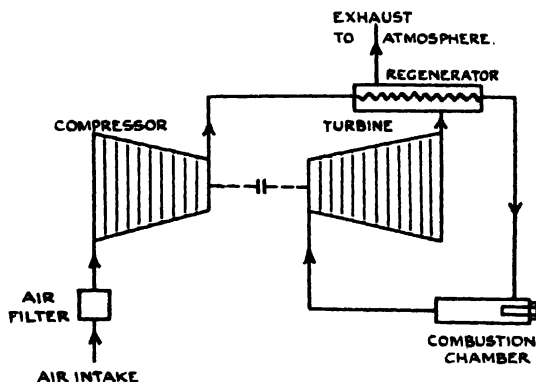 EXHAUST
TO ATMOSPHERE.
REGENERATOR
COMPRESSOR
TURBINE
AIR
FILTER
COMBUSTION
CHAMBER
AIR INTAKE